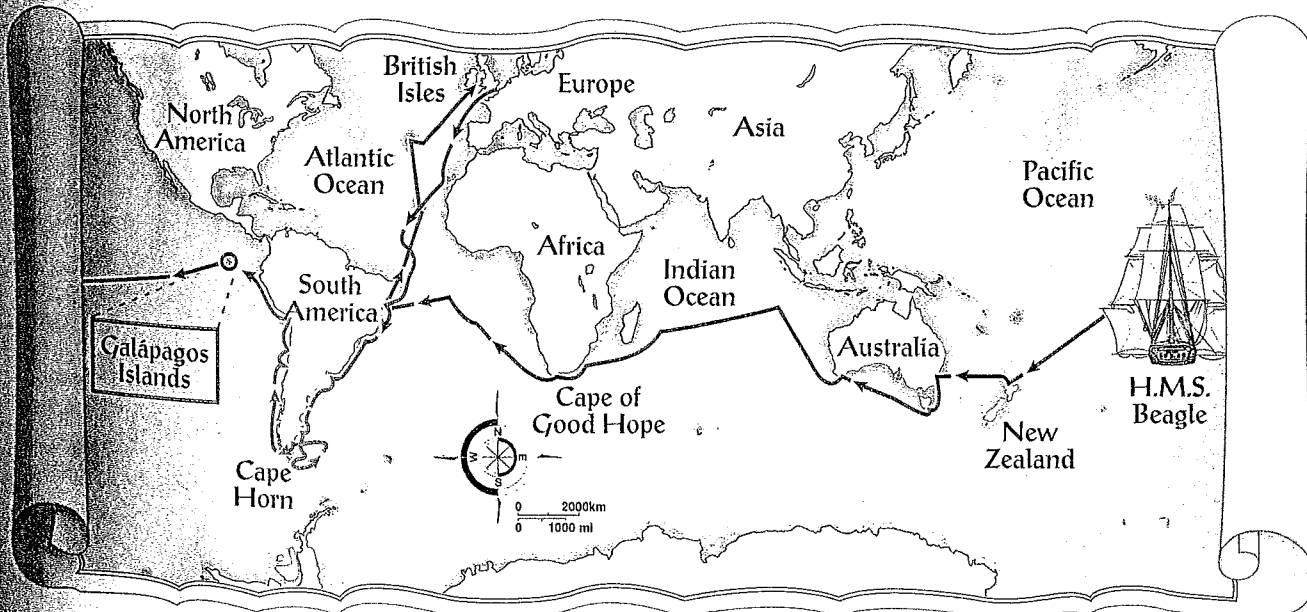 British
Isles
Europe
North
America
Asia
Atlantic
Ocean
Pacific
Ocean
Africa
Indian
Ocean
South
America
Galápagos
Islands
Australia
H.M.S.
Beagle
Cape of
Good Hope
New
Zealand
Cape
Horn
N
W
E
S
0 2000km
0 1000 mi